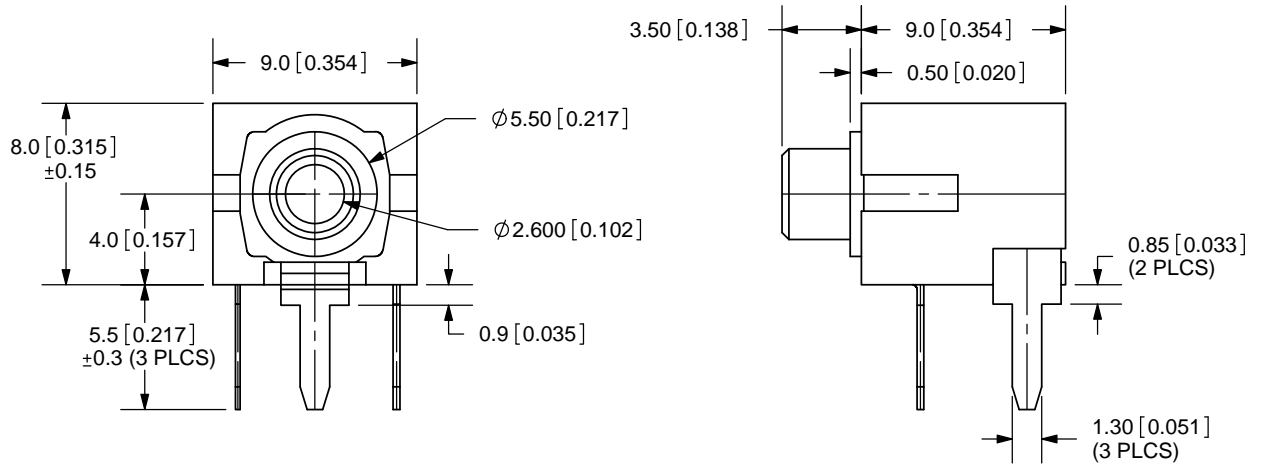 9.0 [0.354]
8.0 [0.315]
±0.15
4.0 [0.157]
5.5 [0.217]
±0.3 (3 PLCS)
Ø5.50 [0.217]
Ø2.600 [0.102]
0.9 [0.035]
3.50 [0.138]
9.0 [0.354]
0.50 [0.020]
0.85 [0.033]
(2 PLCS)
1.30 [0.051]
(3 PLCS)